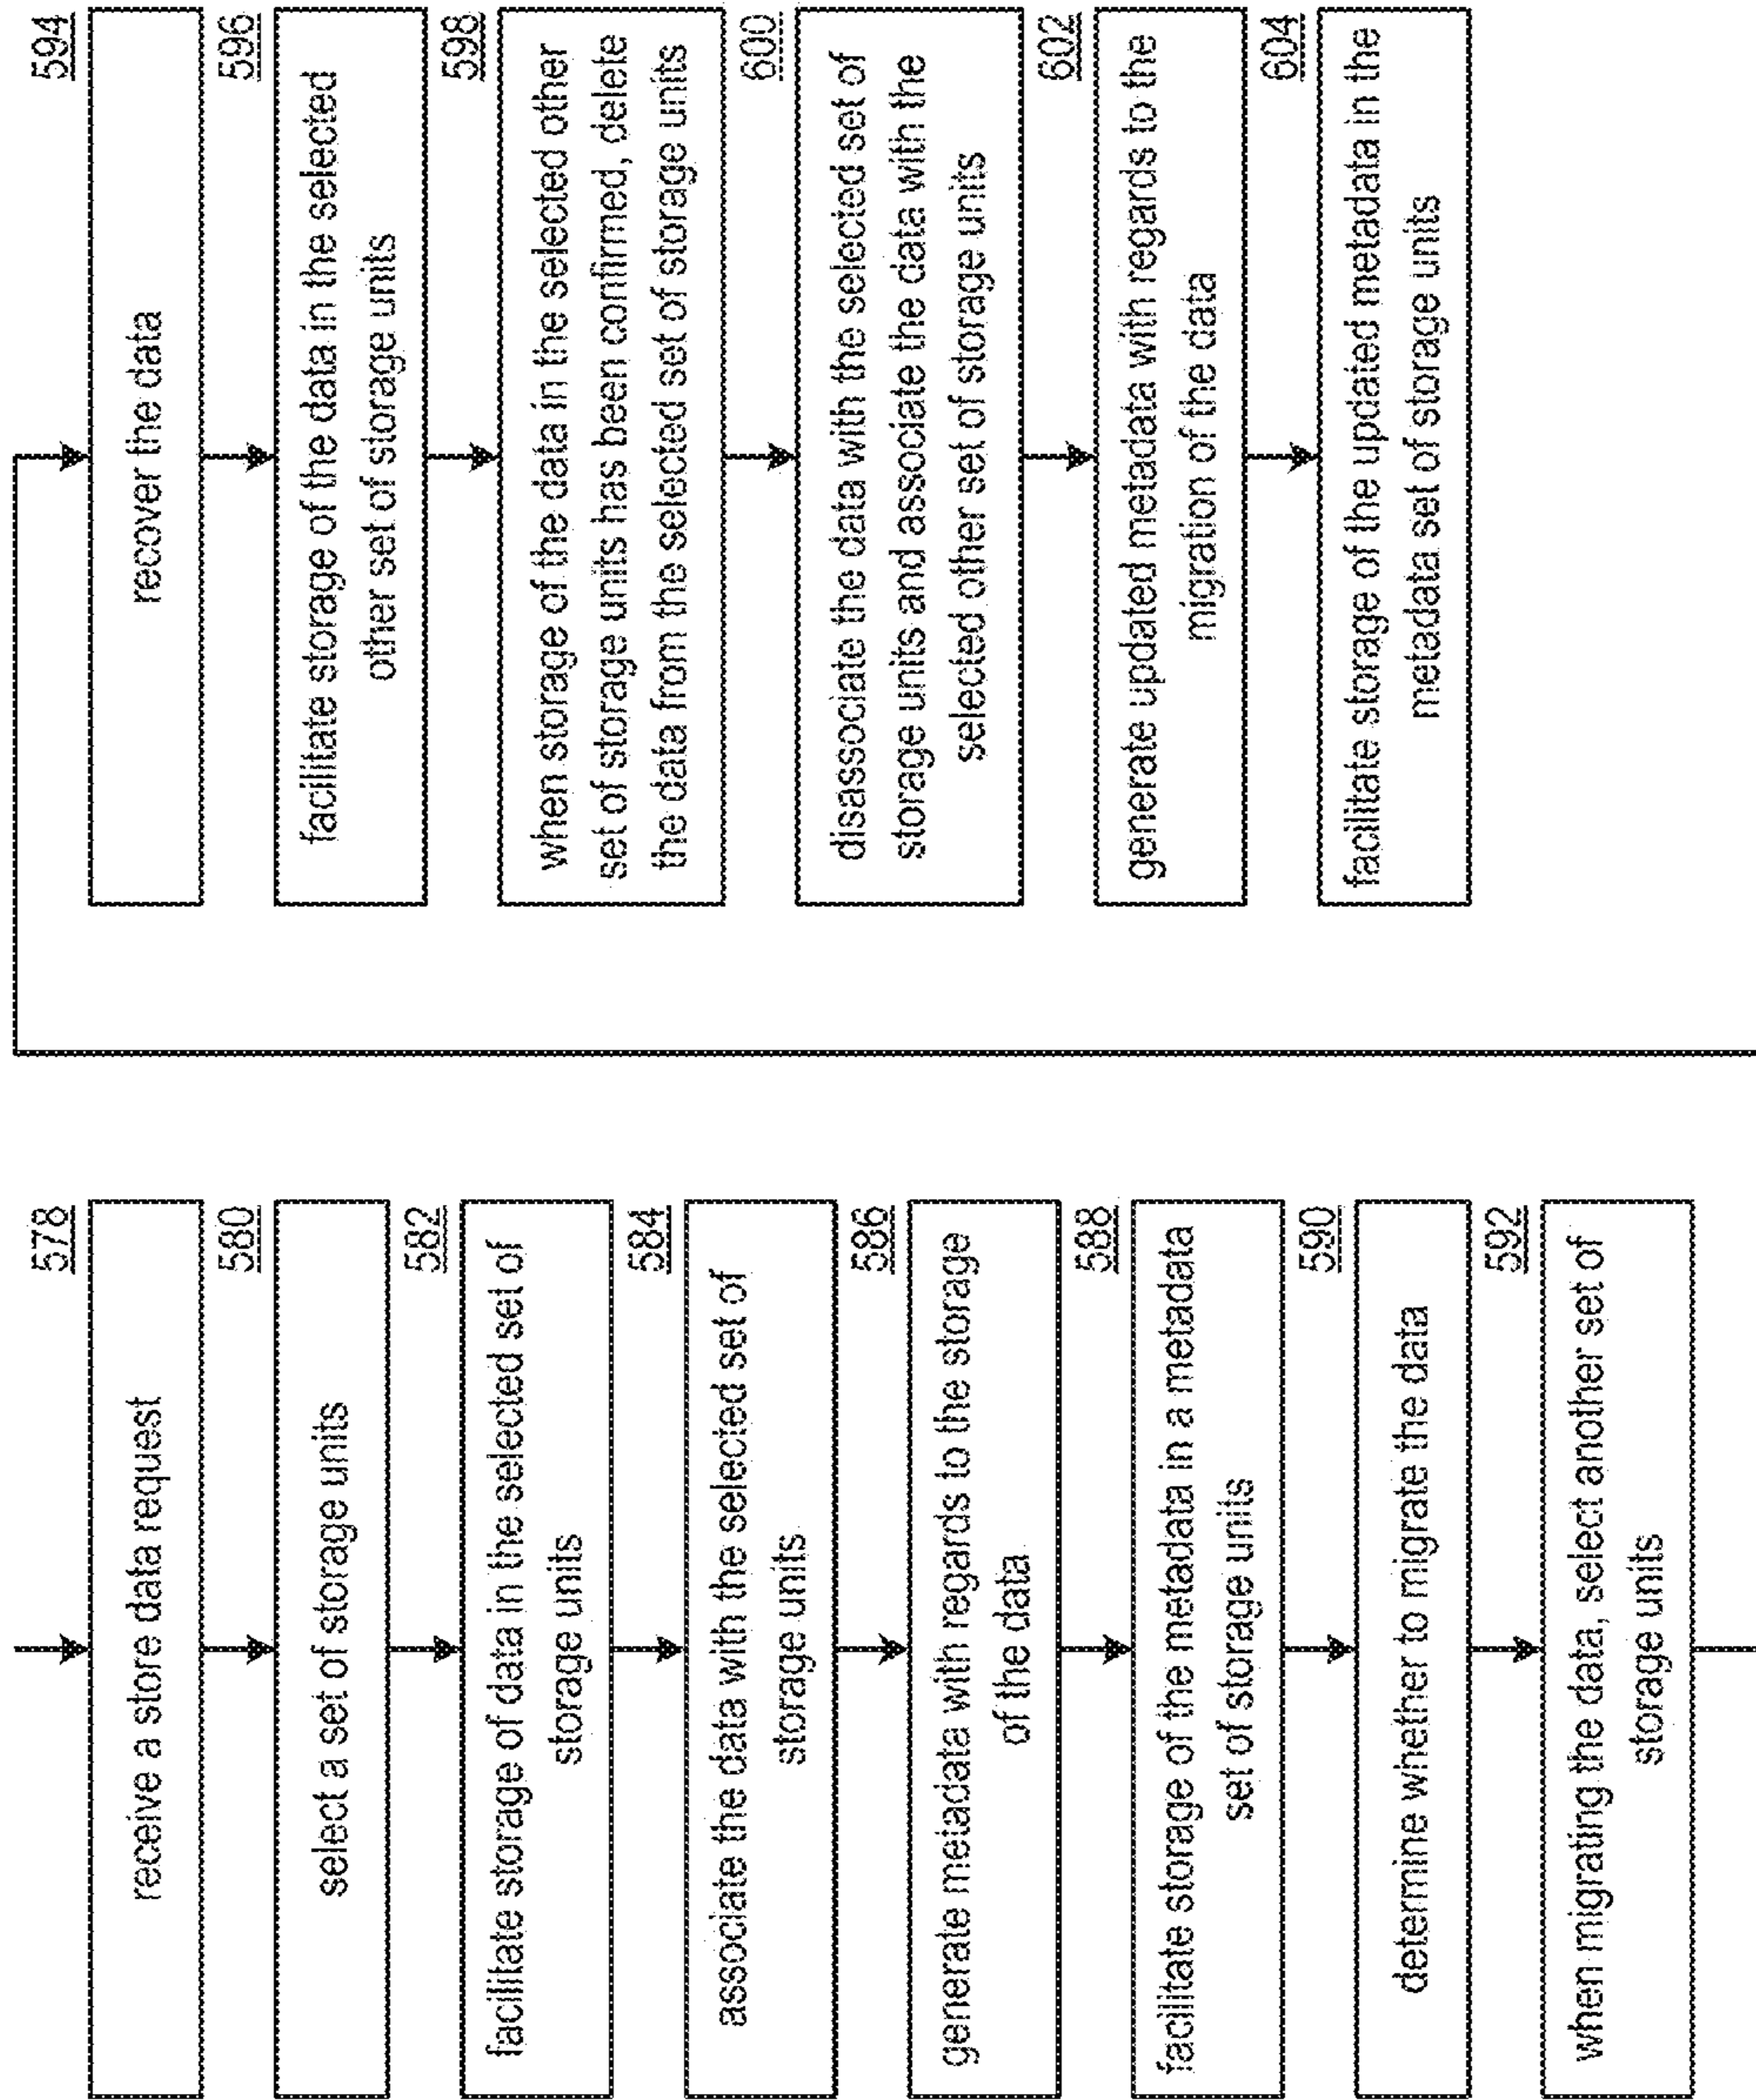 578
receive a store data request
580
select a set of storage units
582
facilitate storage of data in the selected set of
storage units
584
associate the data with the selected set of
storage units
586
generate metadata with regards to the storage
of the data
588
facilitate storage of the metadata in a metadata
set of storage units
590
determine whether to migrate the data
592
when migrating the data, select another set of
storage units
594
recover the data
596
facilitate storage of the data in the selected
other set of storage units
598
when storage of the data in the selected other
set of storage units has been confirmed, delete
the data from the selected set of storage units
600
disassociate the data with the selected set of
storage units and associate the data with the
selected other set of storage units
602
generate updated metadata with regards to the
migration of the data
604
facilitate storage of the updated metadata in the
metadata set of storage units